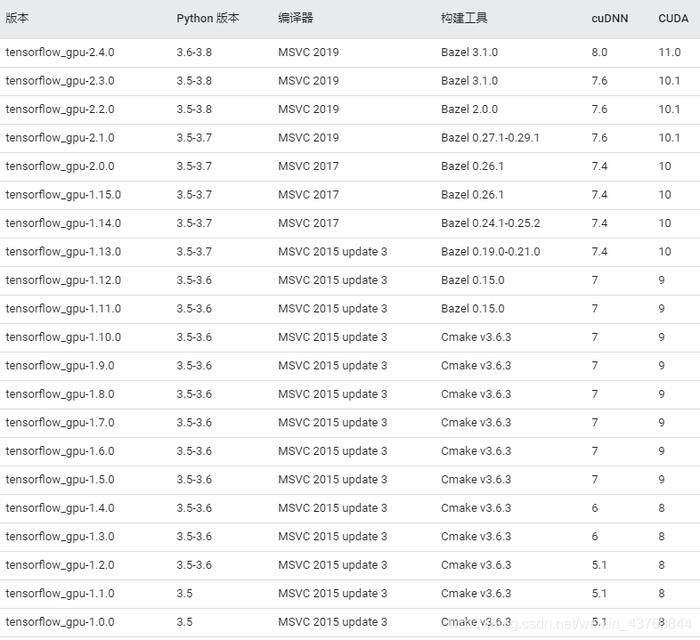 版本 Python 版本 编译器 构建工具 cuDNN CUDA
tensorflow_gpu-2.4.0 3.6-3.8 MSVC 2019 Bazel 3.1.0 8.0 11.0
tensorflow_gpu-2.3.0 3.5-3.8 MSVC 2019 Bazel 3.1.0 7.6 10.1
tensorflow_gpu-2.2.0 3.5-3.8 MSVC 2019 Bazel 2.0.0 7.6 10.1
tensorflow_gpu-2.1.0 3.5-3.7 MSVC 2019 Bazel 0.27.1-0.29.1 7.6 10.1
tensorflow_gpu-2.0.0 3.5-3.7 MSVC 2017 Bazel 0.26.1 7.4 10
tensorflow_gpu-1.15.0 3.5-3.7 MSVC 2017 Bazel 0.26.1 7.4 10
tensorflow_gpu-1.14.0 3.5-3.7 MSVC 2017 Bazel 0.24.1-0.25.2 7.4 10
tensorflow_gpu-1.13.0 3.5-3.7 MSVC 2015 update 3 Bazel 0.19.0-0.21.0 7.4 10
tensorflow_gpu-1.12.0 3.5-3.6 MSVC 2015 update 3 Bazel 0.15.0 7 9
tensorflow_gpu-1.11.0 3.5-3.6 MSVC 2015 update 3 Bazel 0.15.0 7 9
tensorflow_gpu-1.10.0 3.5-3.6 MSVC 2015 update 3 Cmake v3.6.3 7 9
tensorflow_gpu-1.9.0 3.5-3.6 MSVC 2015 update 3 Cmake v3.6.3 7 9
tensorflow_gpu-1.8.0 3.5-3.6 MSVC 2015 update 3 Cmake v3.6.3 7 9
tensorflow_gpu-1.7.0 3.5-3.6 MSVC 2015 update 3 Cmake v3.6.3 7 9
tensorflow_gpu-1.6.0 3.5-3.6 MSVC 2015 update 3 Cmake v3.6.3 7 9
tensorflow_gpu-1.5.0 3.5-3.6 MSVC 2015 update 3 Cmake v3.6.3 7 9
tensorflow_gpu-1.4.0 3.5-3.6 MSVC 2015 update 3 Cmake v3.6.3 6 8
tensorflow_gpu-1.3.0 3.5-3.6 MSVC 2015 update 3 Cmake v3.6.3 6 8
tensorflow_gpu-1.2.0 3.5-3.6 MSVC 2015 update 3 Cmake v3.6.3 5.1 8
tensorflow_gpu-1.1.0 3.5 MSVC 2015 update 3 Cmake v3.6.3 5.1 8
tensorflow_gpu-1.0.0 3.5 MSVC 2015 update 3 Cmake v3.6.3 5.1 8